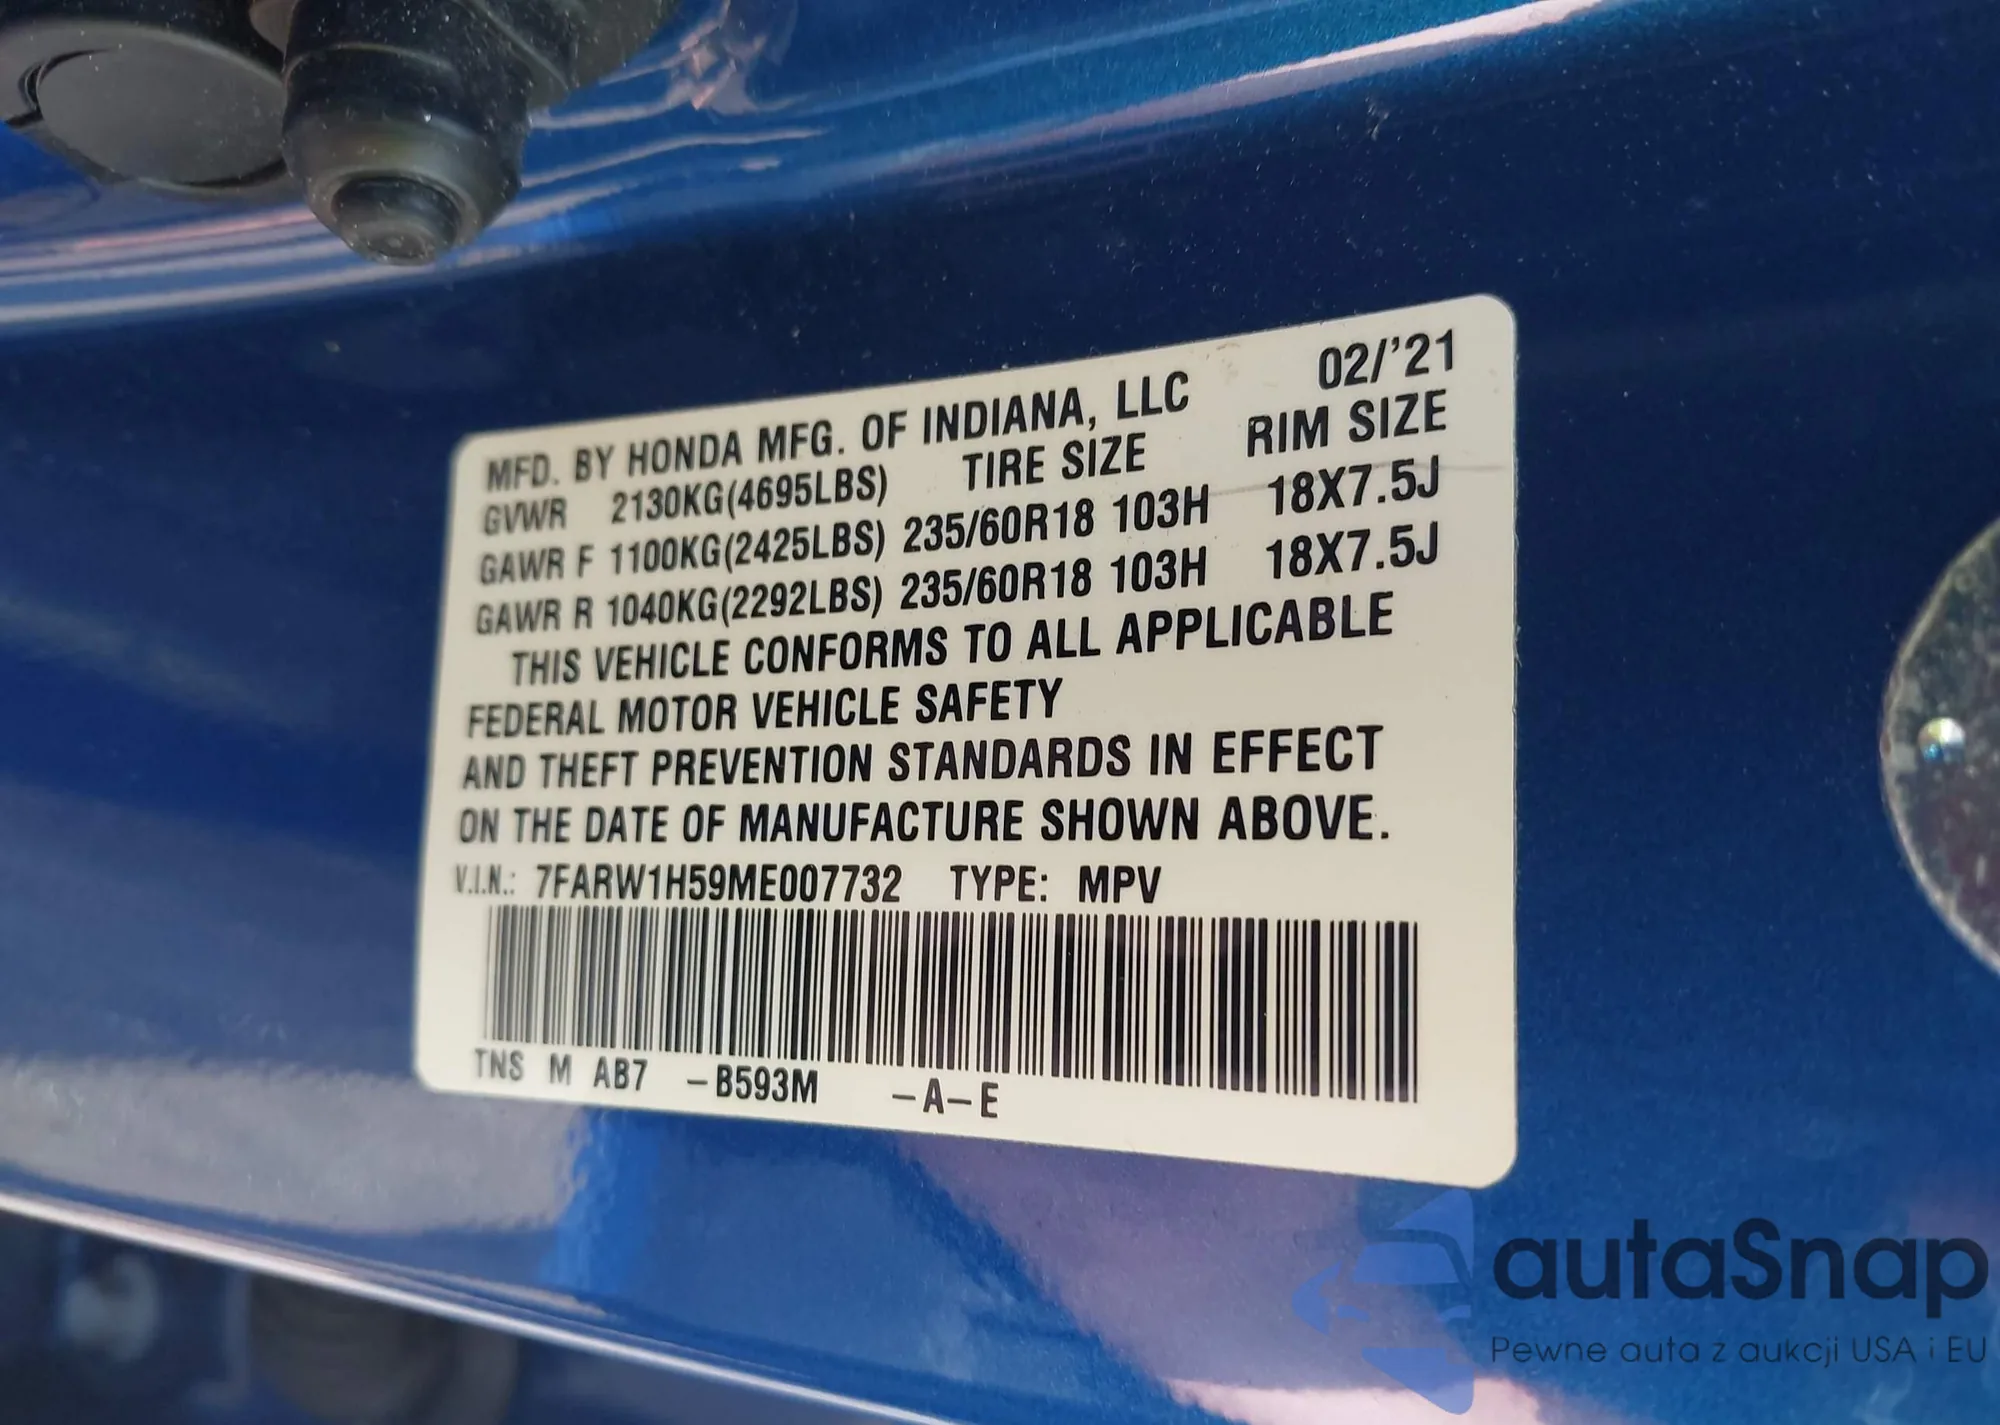 MFD. BY HONDA MFG. OF INDIANA, LLC 02/'21
GVWR 2130KG(4695LBS) TIRE SIZE RIM SIZE
GAWR F 1100KG(2425LBS) 235/60R18 103H 18X7.5J
GAWR R 1040KG(2292LBS) 235/60R18 103H 18X7.5J
THIS VEHICLE CONFORMS TO ALL APPLICABLE
FEDERAL MOTOR VEHICLE SAFETY
AND THEFT PREVENTION STANDARDS IN EFFECT
ON THE DATE OF MANUFACTURE SHOWN ABOVE.
V.I.N.: 7FARW1H59ME007732 TYPE: MPV
TNS M AB7 -B593M -A-E
autaSnap
Pewne auta z aukcji USA i EU